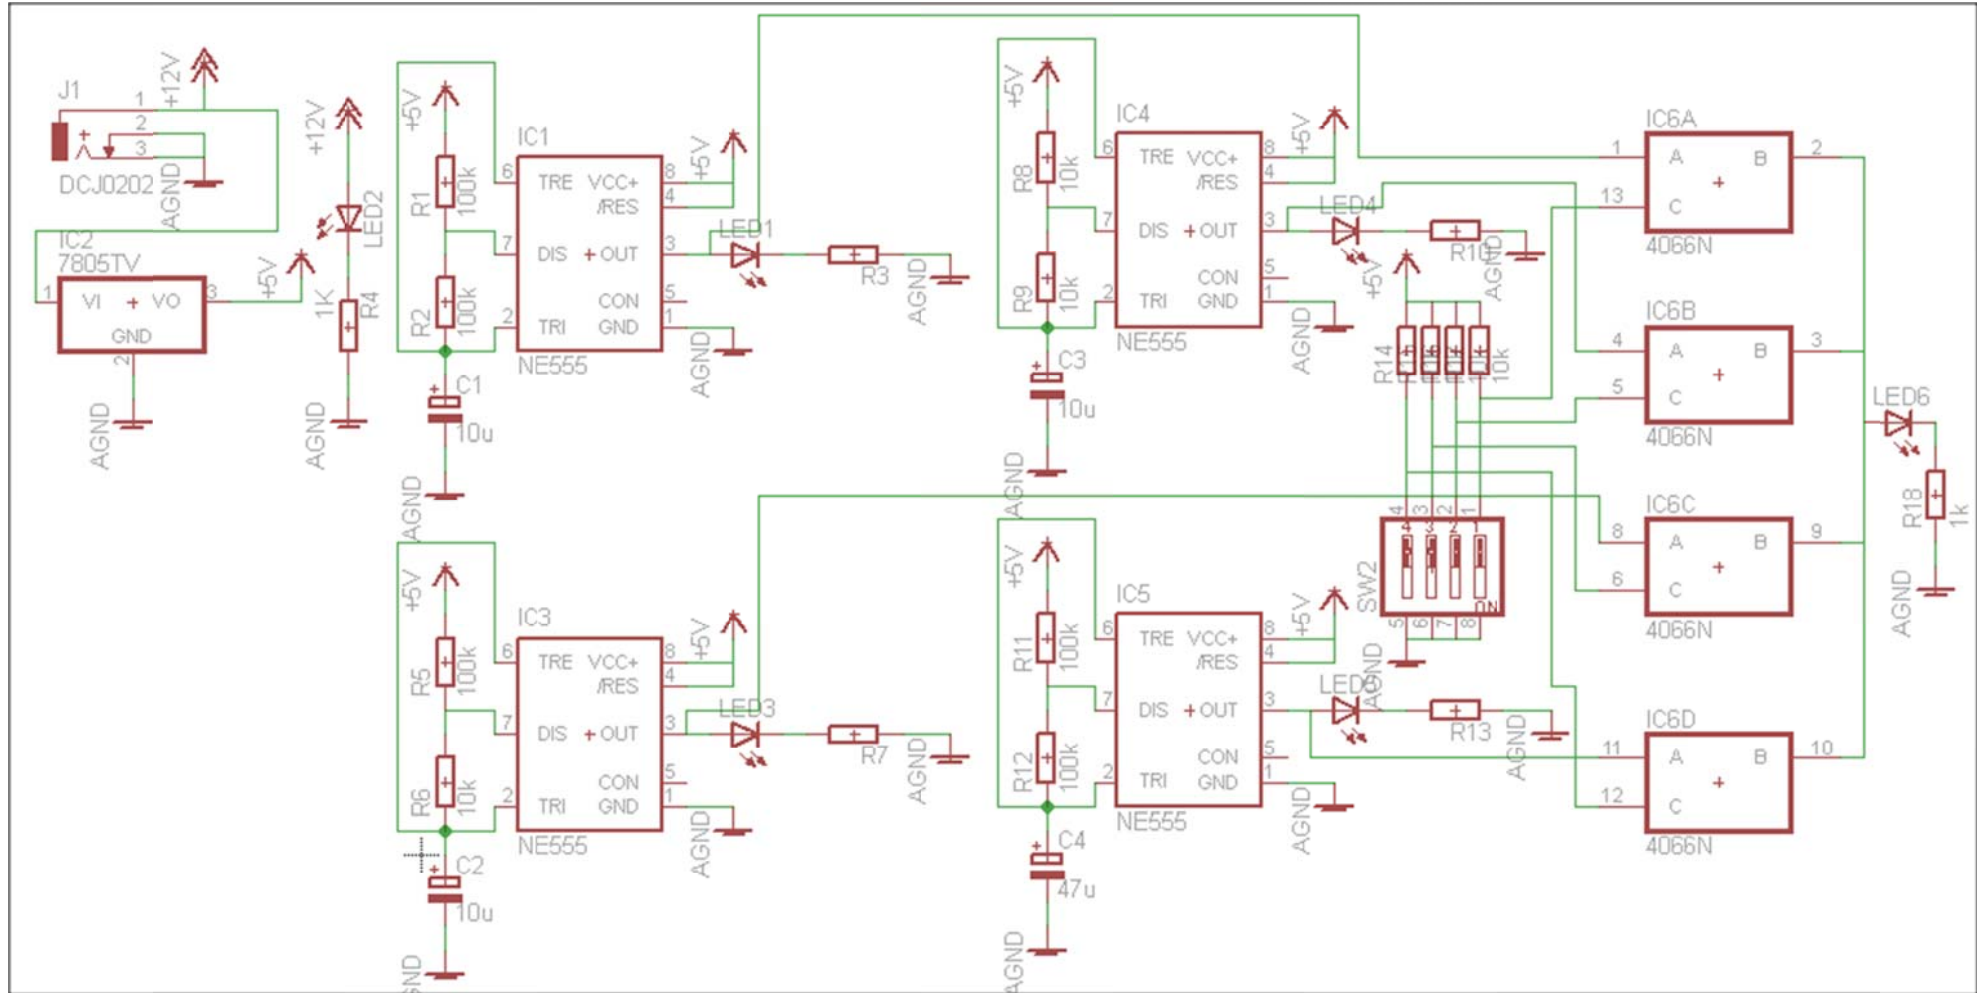 J1
1
2
3
DCJ0202
+12V
AGND
IC2
7805TV
1
VI
VO
3
GND
2
AGND
+5V
+12V
LED2
1K
R4
AGND
+5V
R1
100k
R2
100k
C1
10u
AGND
IC1
6
TRE
VCC+
8
/RES
4
7
DIS
OUT
3
CON
5
2
TRI
GND
1
NE555
+5V
LED1
R3
AGND
AGND
+5V
R8
10k
R9
10k
C3
10u
AGND
IC4
6
TRE
VCC+
8
/RES
4
7
DIS
OUT
3
CON
5
2
TRI
GND
1
NE555
+5V
LED4
R10
AGND
AGND
+5V
R14
10k
IC6A
1
A
B
2
13
C
4066N
IC6B
4
A
B
3
5
C
4066N
IC6C
8
A
B
9
6
C
4066N
IC6D
11
A
B
10
12
C
4066N
LED6
R18
1k
AGND
4
3
2
1
4
3
2
1
SW2
ON
5
6
7
8
AGND
+5V
R5
100k
R6
10k
C2
10u
GND
IC3
6
TRE
VCC+
8
/RES
4
7
DIS
OUT
3
CON
5
2
TRI
GND
1
NE555
+5V
LED3
R7
AGND
AGND
+5V
R11
100k
R12
100k
C4
47u
AGND
IC5
6
TRE
VCC+
8
/RES
4
7
DIS
OUT
3
CON
5
2
TRI
GND
1
NE555
+5V
LED5
R13
AGND
AGND